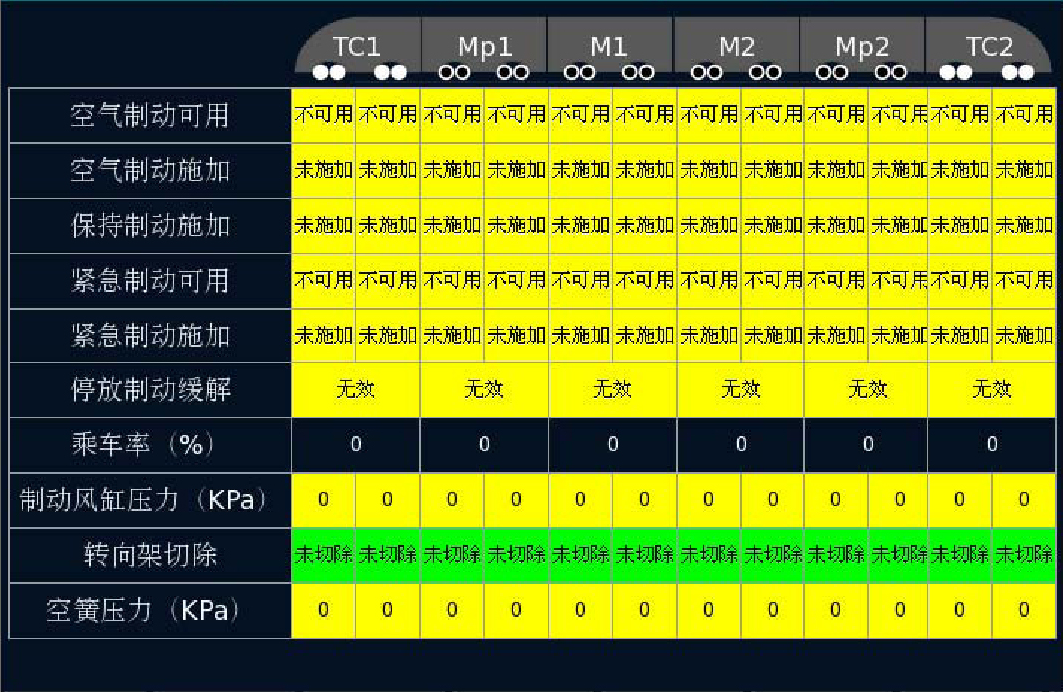 TC1 Mp1 M1 M2 Mp2 TC2
空气制动可用 不可用 不可用 不可用 不可用 不可用 不可用 不可用 不可用 不可用 不可用 不可用 不可用
空气制动施加 未施加 未施加 未施加 未施加 未施加 未施加 未施加 未施加 未施加 未施加 未施加 未施加
保持制动施加 未施加 未施加 未施加 未施加 未施加 未施加 未施加 未施加 未施加 未施加 未施加 未施加
紧急制动可用 不可用 不可用 不可用 不可用 不可用 不可用 不可用 不可用 不可用 不可用 不可用 不可用
紧急制动施加 未施加 未施加 未施加 未施加 未施加 未施加 未施加 未施加 未施加 未施加 未施加 未施加
停放制动缓解 无效 无效 无效 无效 无效 无效
乘车率（%） 0 0 0 0 0 0
制动风缸压力（KPa） 0 0 0 0 0 0 0 0 0 0 0 0
转向架切除 未切除 未切除 未切除 未切除 未切除 未切除 未切除 未切除 未切除 未切除 未切除 未切除
空簧压力（KPa） 0 0 0 0 0 0 0 0 0 0 0 0